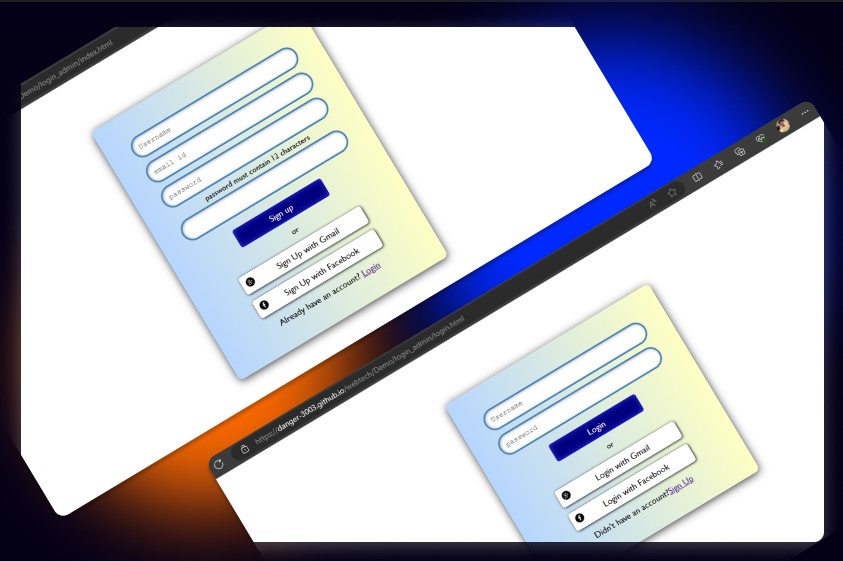 Demo/login_admin/index.html
Username
email id
password
password must contain 12 characters
Sign up
or
Sign Up with Gmail
Sign Up with Facebook
Already have an account? Login
https://danger-3003.github.io/webtech/Demo/login_admin/login.html
Username
password
Login
or
Login with Gmail
Login with Facebook
Didn't have an account!Sign Up